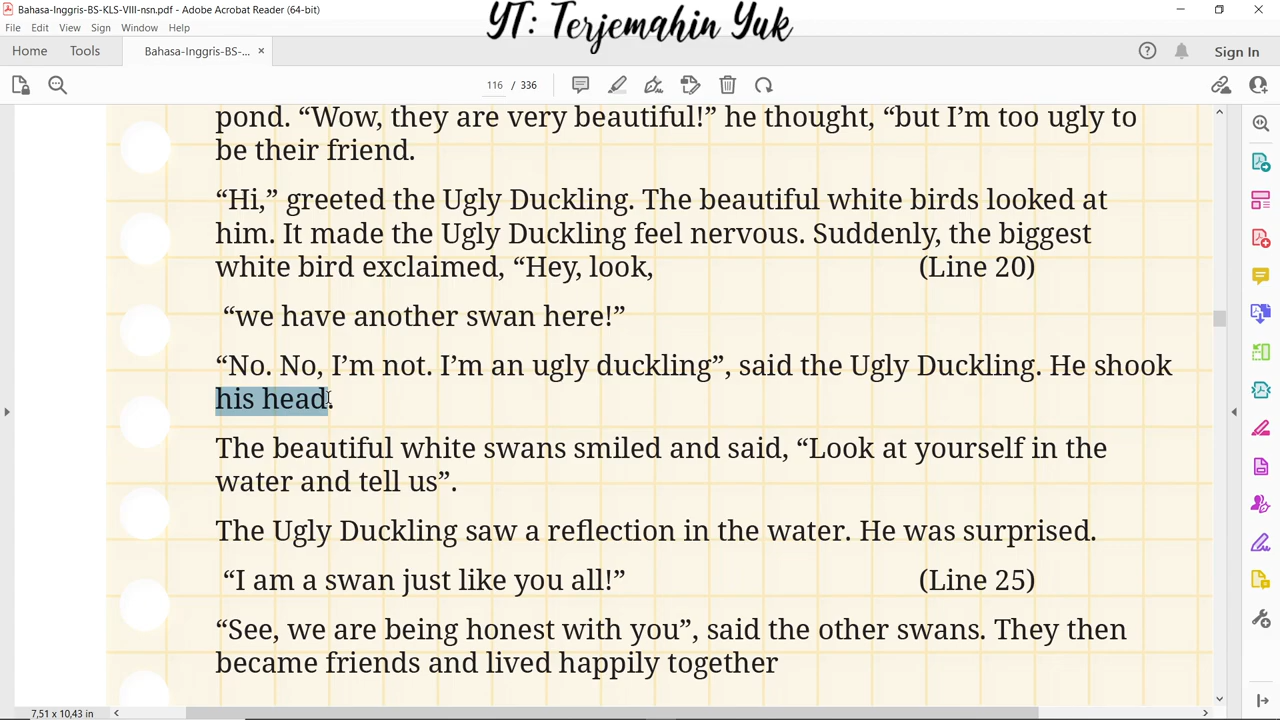 Bahasa-Inggris-BS-KLS-VIII-nsn.pdf - Adobe Acrobat Reader (64-bit)
YT: Terjemahin Yuk
File Edit View Sign Window Help
Home Tools Bahasa-Inggris-BS-... × Sign In
116 / 336
pond. “Wow, they are very beautiful!” he thought, “but I’m too ugly to
be their friend.
“Hi,” greeted the Ugly Duckling. The beautiful white birds looked at
him. It made the Ugly Duckling feel nervous. Suddenly, the biggest
white bird exclaimed, “Hey, look, (Line 20)
“we have another swan here!”
“No. No, I’m not. I’m an ugly duckling”, said the Ugly Duckling. He shook
his head.
The beautiful white swans smiled and said, “Look at yourself in the
water and tell us”.
The Ugly Duckling saw a reflection in the water. He was surprised.
“I am a swan just like you all!” (Line 25)
“See, we are being honest with you”, said the other swans. They then
became friends and lived happily together
7,51 x 10,43 in